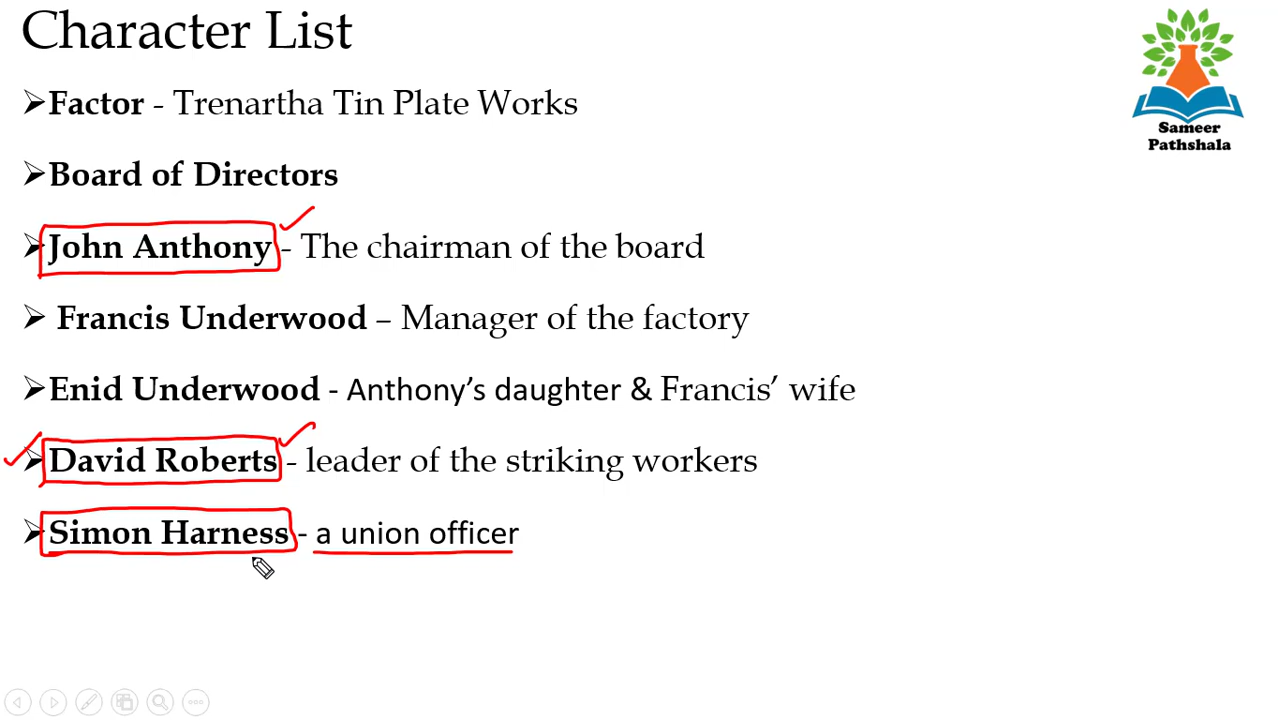 Character List
Sameer
Pathshala
➢Factor - Trenartha Tin Plate Works
➢Board of Directors
➢John Anthony - The chairman of the board
➢ Francis Underwood – Manager of the factory
➢Enid Underwood - Anthony’s daughter & Francis’ wife
➢David Roberts - leader of the striking workers
➢Simon Harness - a union officer